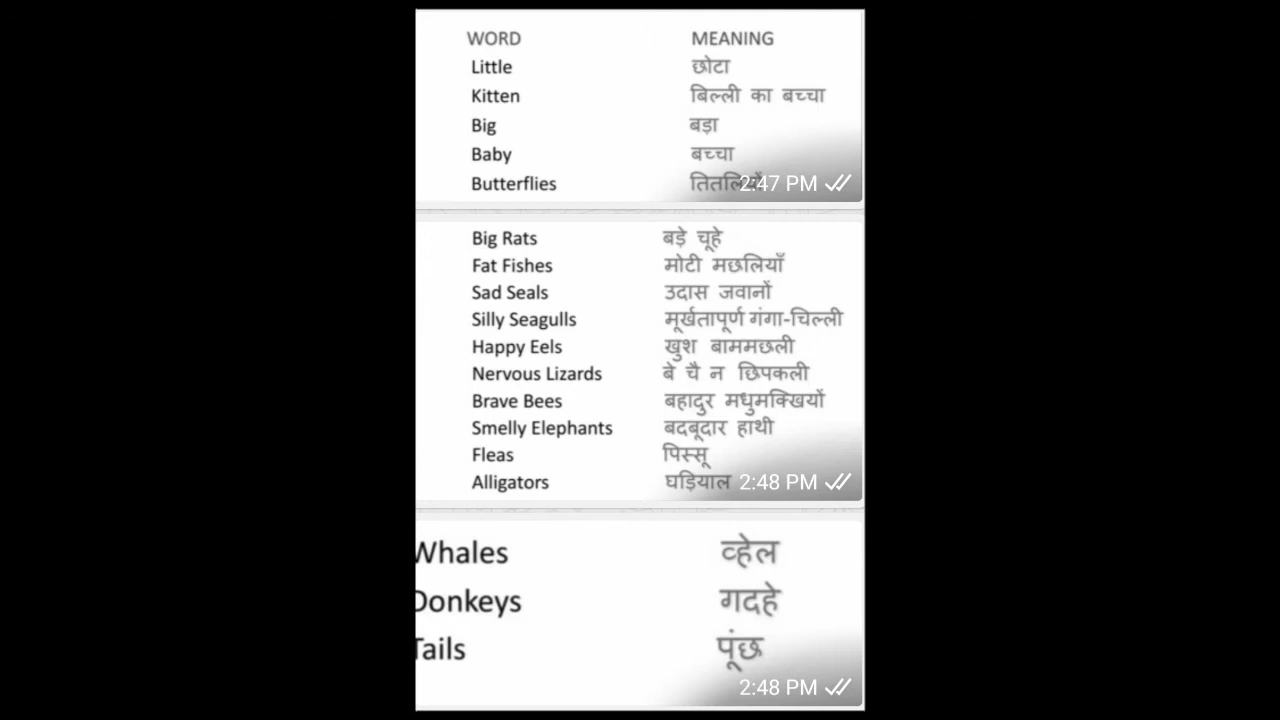 WORD MEANING
Little छोटा
Kitten बिल्ली का बच्चा
Big बड़ा
Baby बच्चा
Butterflies 2:47 PM
Big Rats बड़े चूहे
Fat Fishes मोटी मछलियाँ
Sad Seals उदास जवानों
Silly Seagulls मूर्खतापूर्ण गंगा-चिल्ली
Happy Eels खुश बाममछली
Nervous Lizards बे चै न छिपकली
Brave Bees बहादुर मधुमक्खियों
Smelly Elephants बदबूदार हाथी
Fleas पिस्सू
Alligators घड़ियाल 2:48 PM
Whales व्हेल
Donkeys गदहे
Tails पूंछ
2:48 PM